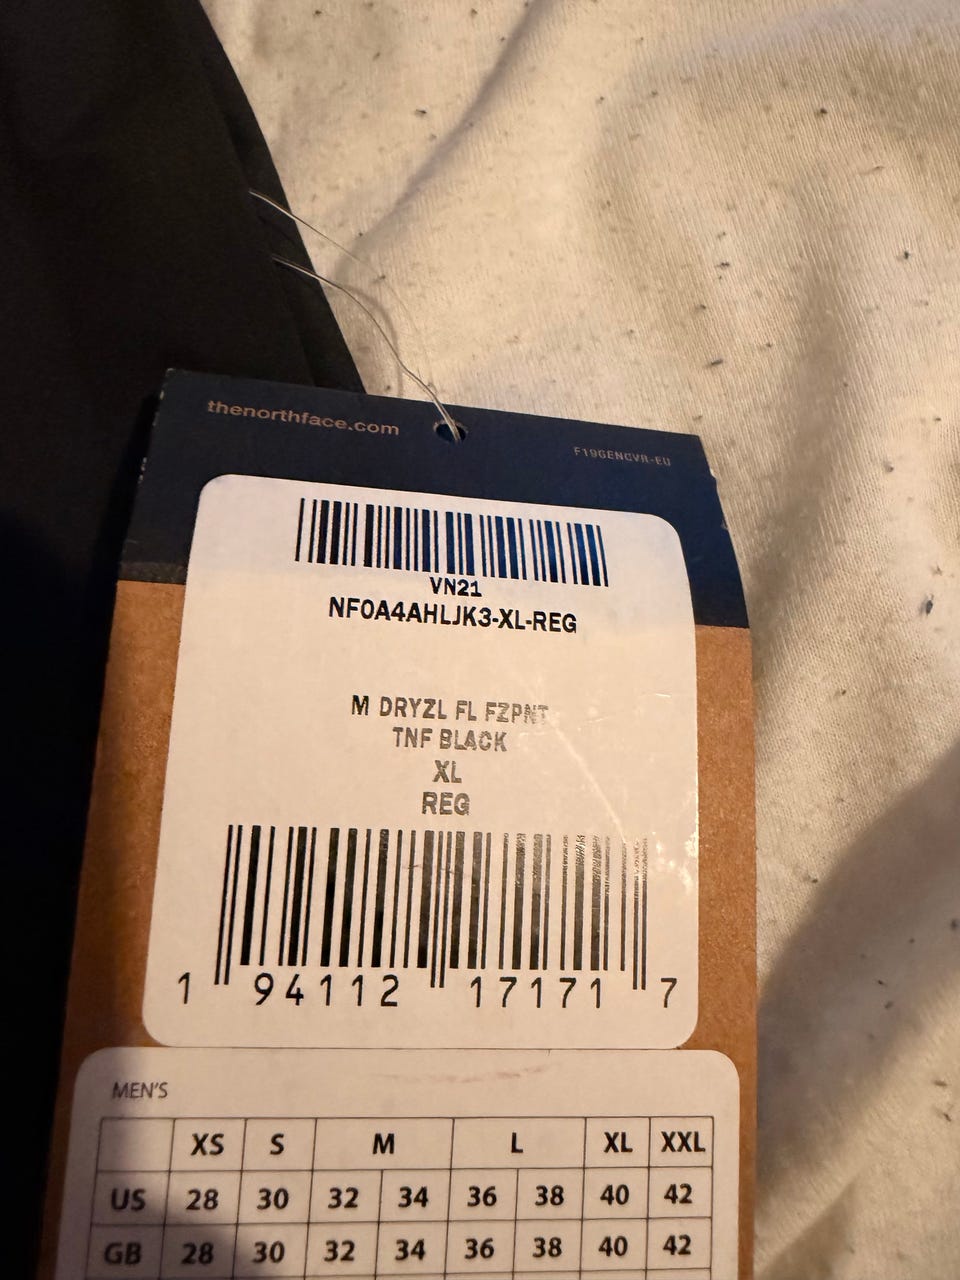 thenorthface.com
F19GENCVR-EU
VN21
NF0A4AHLJK3-XL-REG
M DRYZL FL FZPNT
TNF BLACK
XL
REG
1 94112 17171 7
MEN'S
XS S M L XL XXL
US 28 30 32 34 36 38 40 42
GB 28 30 32 34 36 38 40 42